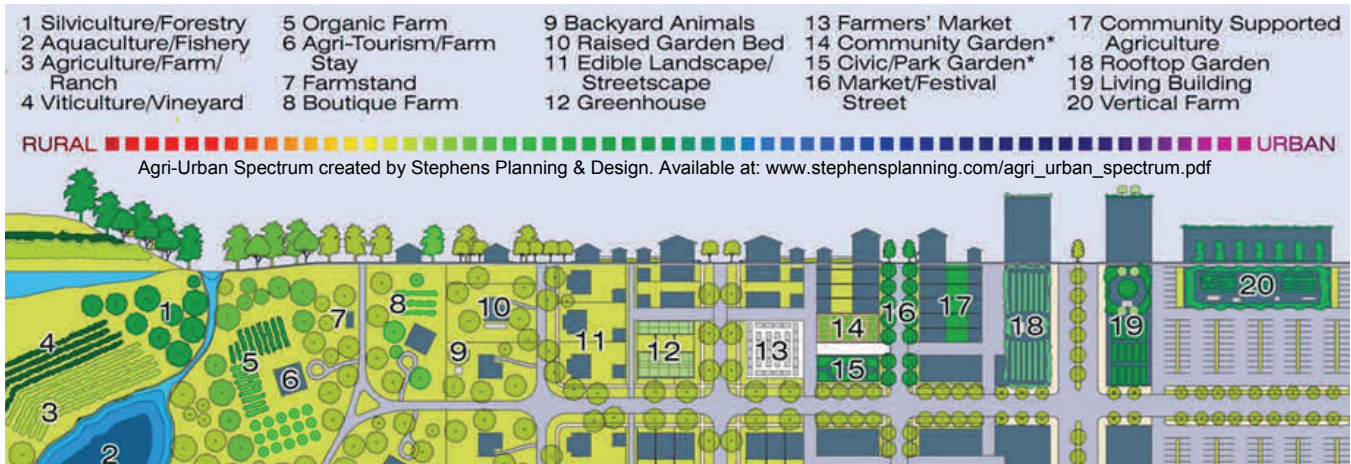 1 Silviculture/Forestry
2 Aquaculture/Fishery
3 Agriculture/Farm/
Ranch
4 Viticulture/Vineyard
5 Organic Farm
6 Agri-Tourism/Farm
Stay
7 Farmstand
8 Boutique Farm
9 Backyard Animals
10 Raised Garden Bed
11 Edible Landscape/
Streetscape
12 Greenhouse
13 Farmers' Market
14 Community Garden*
15 Civic/Park Garden*
16 Market/Festival
Street
17 Community Supported
Agriculture
18 Rooftop Garden
19 Living Building
20 Vertical Farm
RURAL
URBAN
Agri-Urban Spectrum created by Stephens Planning & Design. Available at: www.stephensplanning.com/agri_urban_spectrum.pdf
1
2
3
4
5
6
7
8
9
10
11
12
13
14
15
16
17
18
19
20